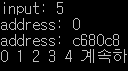 input: 5
address: 0
address: c680c8
0 1 2 3 4 계속하